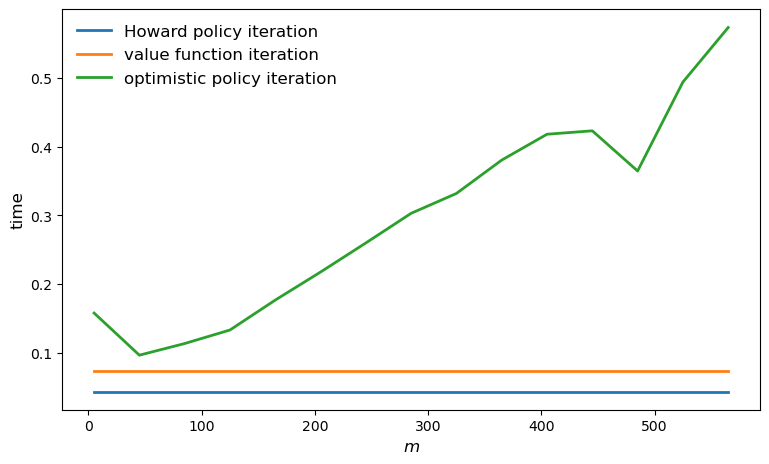 Howard policy iteration
value function iteration
optimistic policy iteration
time
0.5
0.4
0.3
0.2
0.1
0 100 200 300 400 500
m